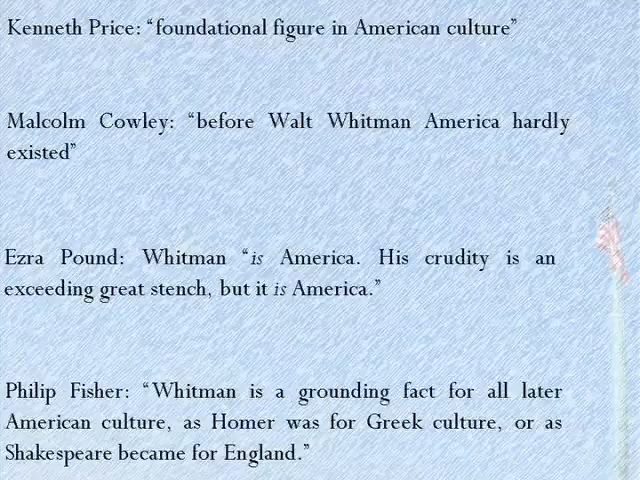 Kenneth Price: “foundational figure in American culture”
Malcolm Cowley: “before Walt Whitman America hardly
existed”
Ezra Pound: Whitman “is America. His crudity is an
exceeding great stench, but it is America.”
Philip Fisher: “Whitman is a grounding fact for all later
American culture, as Homer was for Greek culture, or as
Shakespeare became for England.”